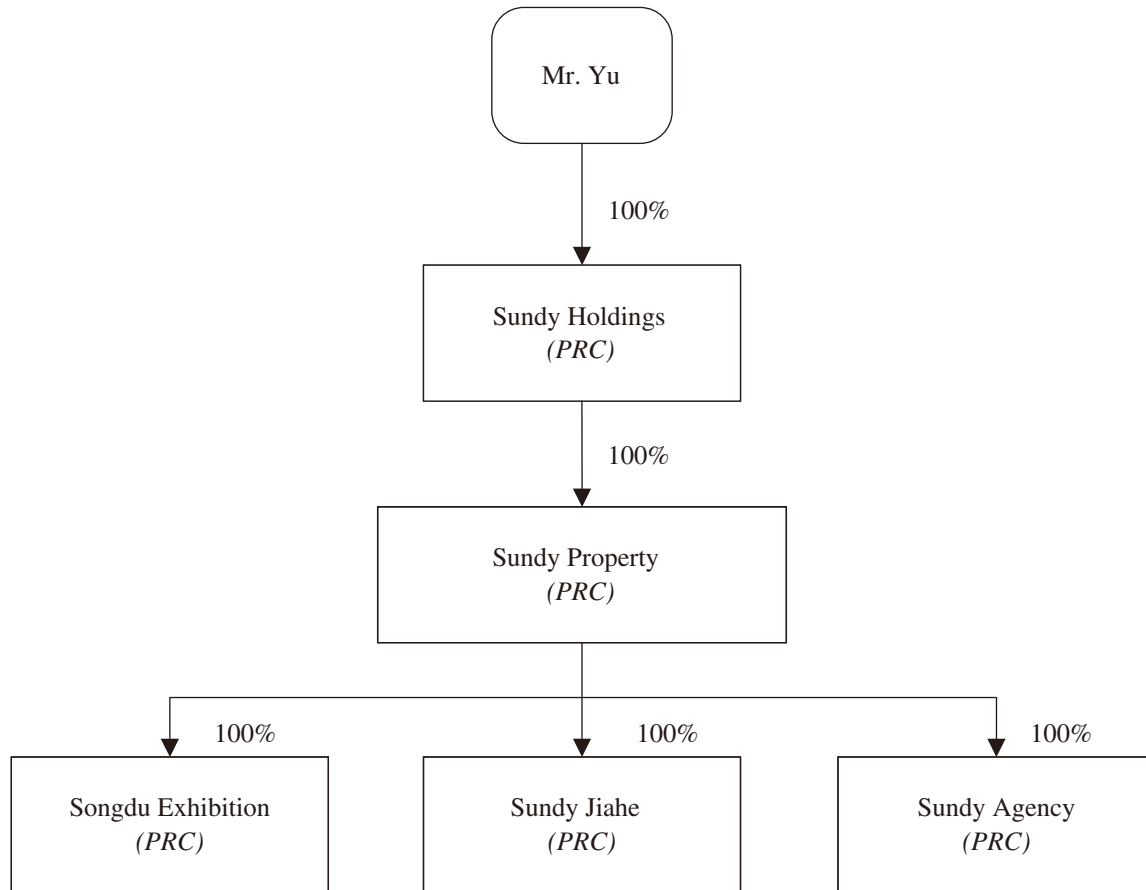 Mr. Yu
100%
Sundy Holdings
(PRC)
100%
Sundy Property
(PRC)
100%
100%
100%
Songdu Exhibition
(PRC)
Sundy Jiahe
(PRC)
Sundy Agency
(PRC)